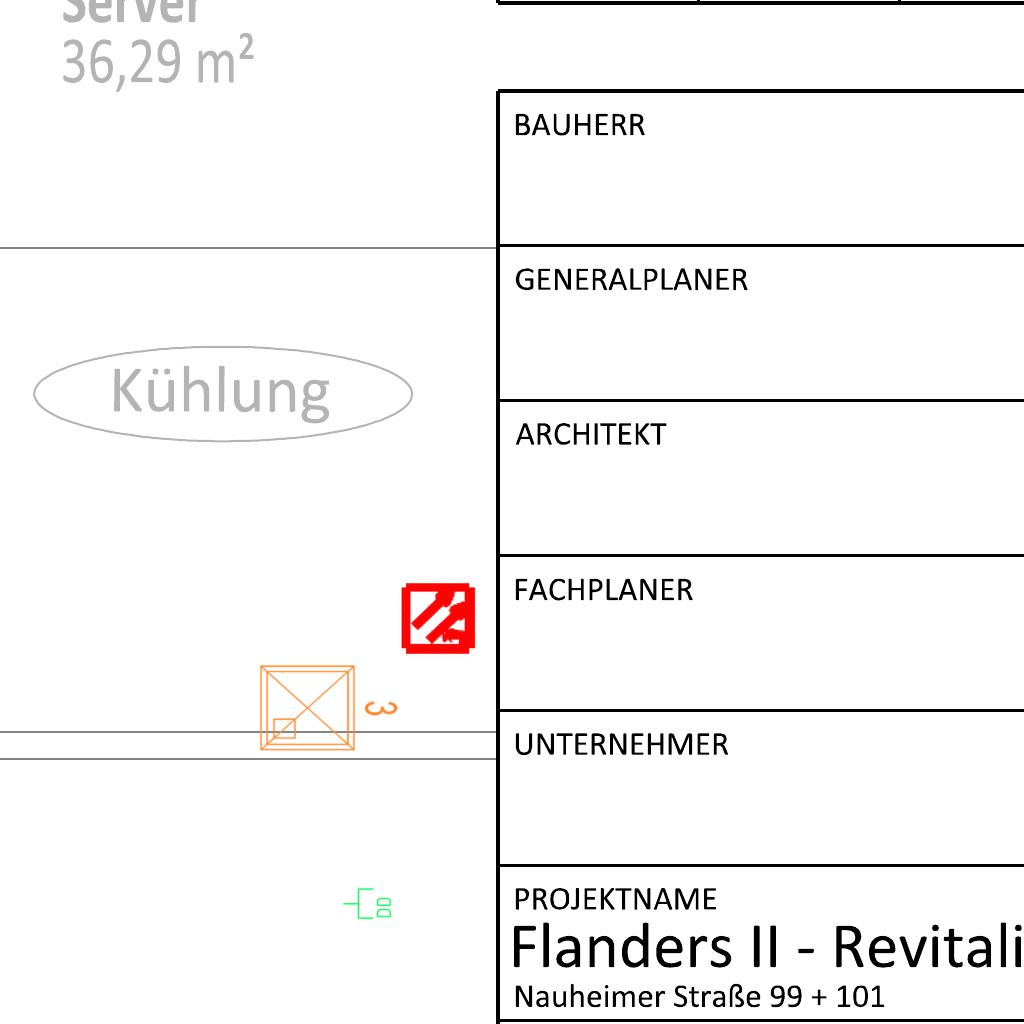 Server
36,29 m²
Kühlung
3
DD
BAUHERR
GENERALPLANER
ARCHITEKT
FACHPLANER
UNTERNEHMER
PROJEKTNAME
Flanders II - Revitali
Nauheimer Straße 99 + 101